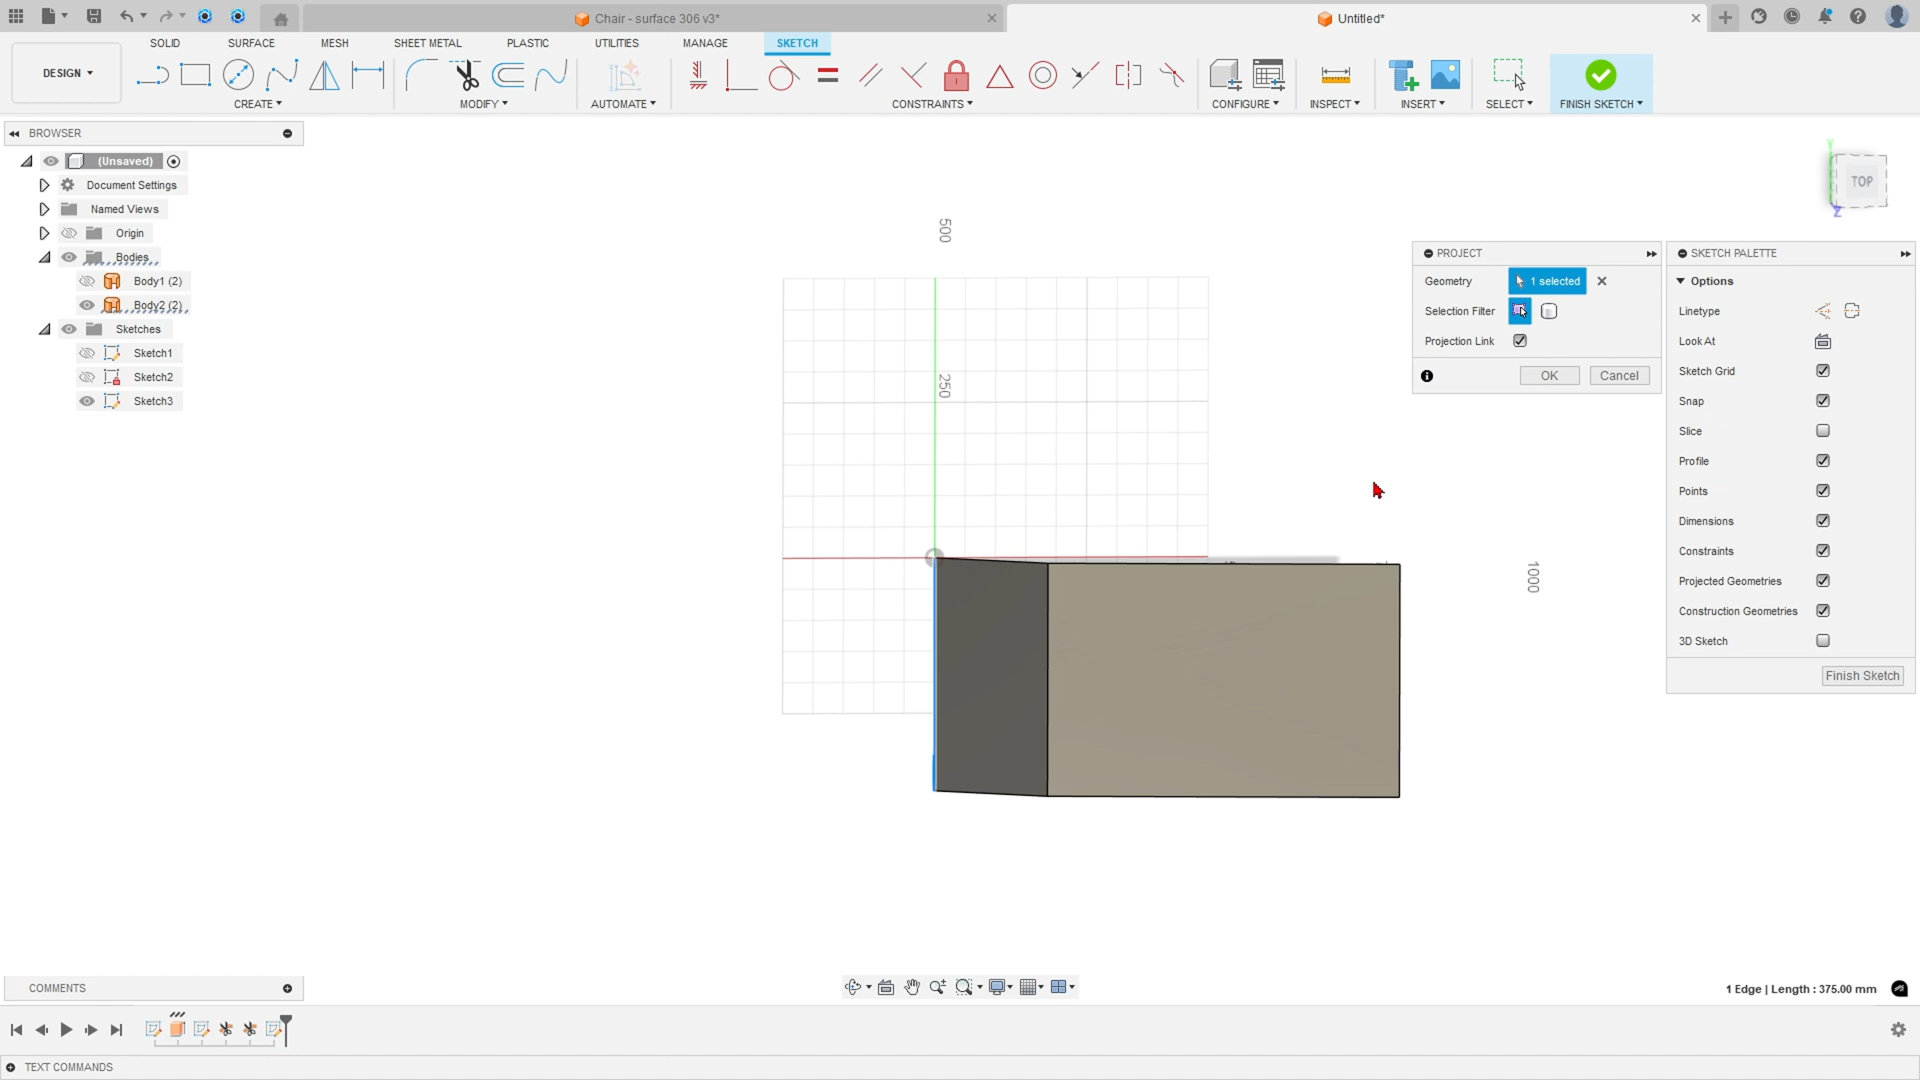 Chair - surface 306 v3*
Untitled*
SOLID
SURFACE
MESH
SHEET METAL
PLASTIC
UTILITIES
MANAGE
SKETCH
DESIGN
CREATE
MODIFY
AUTOMATE
CONSTRAINTS
CONFIGURE
INSPECT
INSERT
SELECT
FINISH SKETCH
BROWSER
(Unsaved)
Document Settings
Named Views
Origin
Bodies
Body1 (2)
Body2 (2)
Sketches
Sketch1
Sketch2
Sketch3
500
250
1000
Y
TOP
Z
PROJECT
Geometry
1 selected
Selection Filter
Projection Link
OK
Cancel
SKETCH PALETTE
Options
Linetype
Look At
Sketch Grid
Snap
Slice
Profile
Points
Dimensions
Constraints
Projected Geometries
Construction Geometries
3D Sketch
Finish Sketch
COMMENTS
1 Edge | Length : 375.00 mm
TEXT COMMANDS